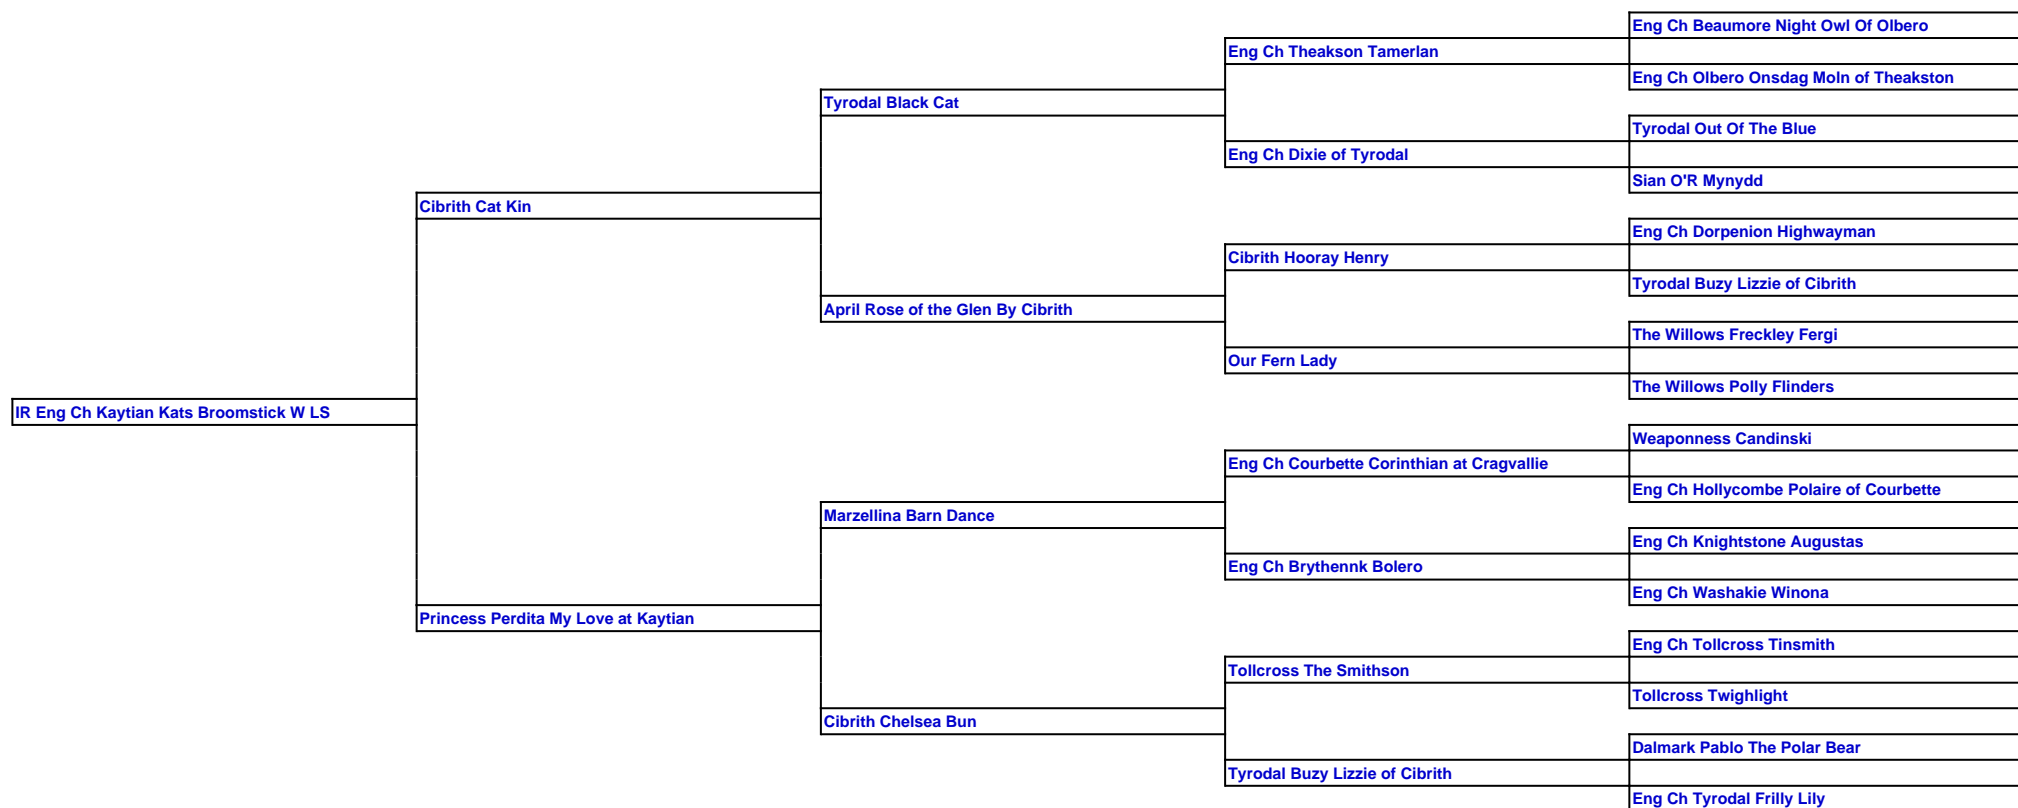 Eng Ch Beaumore Night Owl Of Olbero
Eng Ch Theakson Tamerlan
Eng Ch Olbero Onsdag Moln of Theakston
Tyrodal Black Cat
Tyrodal Out Of The Blue
Eng Ch Dixie of Tyrodal
Sian O'R Mynydd
Cibrith Cat Kin
Eng Ch Dorpenion Highwayman
Cibrith Hooray Henry
Tyrodal Buzy Lizzie of Cibrith
April Rose of the Glen By Cibrith
The Willows Freckley Fergi
Our Fern Lady
The Willows Polly Flinders
IR Eng Ch Kaytian Kats Broomstick W LS
Weaponness Candinski
Eng Ch Courbette Corinthian at Cragvallie
Eng Ch Hollycombe Polaire of Courbette
Marzellina Barn Dance
Eng Ch Knightstone Augustas
Eng Ch Brythennk Bolero
Eng Ch Washakie Winona
Princess Perdita My Love at Kaytian
Eng Ch Tollcross Tinsmith
Tollcross The Smithson
Tollcross Twighlight
Cibrith Chelsea Bun
Dalmark Pablo The Polar Bear
Tyrodal Buzy Lizzie of Cibrith
Eng Ch Tyrodal Frilly Lily